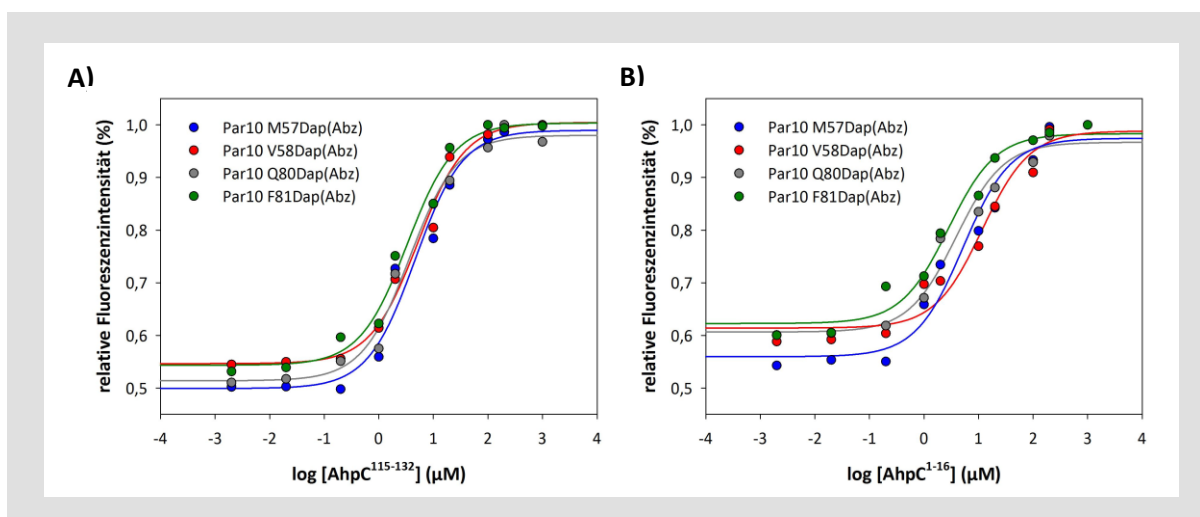 A)
relative Fluoreszenzintensität (%)
1,0
0,9
0,8
0,7
0,6
0,5
Par10 M57Dap(Abz)
Par10 V58Dap(Abz)
Par10 Q80Dap(Abz)
Par10 F81Dap(Abz)
-4 -3 -2 -1 0 1 2 3 4
log [AhpC¹¹⁵⁻¹³²] (µM)
B)
relative Fluoreszenzintensität (%)
1,0
0,9
0,8
0,7
0,6
0,5
Par10 M57Dap(Abz)
Par10 V58Dap(Abz)
Par10 Q80Dap(Abz)
Par10 F81Dap(Abz)
-4 -3 -2 -1 0 1 2 3 4
log [AhpC¹⁻¹⁶] (µM)